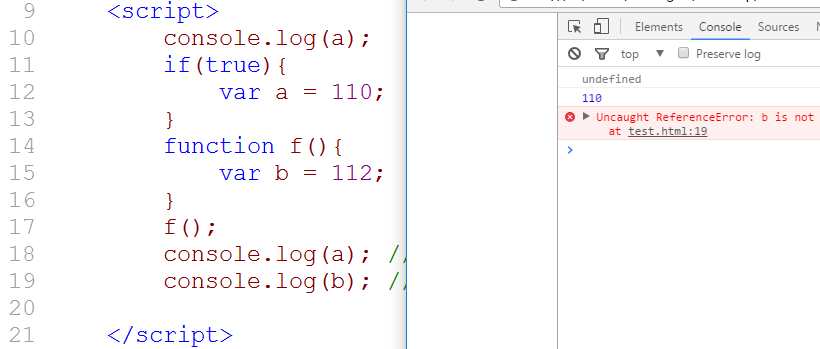 9 <script>
10 console.log(a);
11 if(true){
12 var a = 110;
13 }
14 function f(){
15 var b = 112;
16 }
17 f();
18 console.log(a); //
19 console.log(b); //
20
21 </script>
Elements Console Sources
top ▼ Preserve log
undefined
110
Uncaught ReferenceError: b is not
at test.html:19